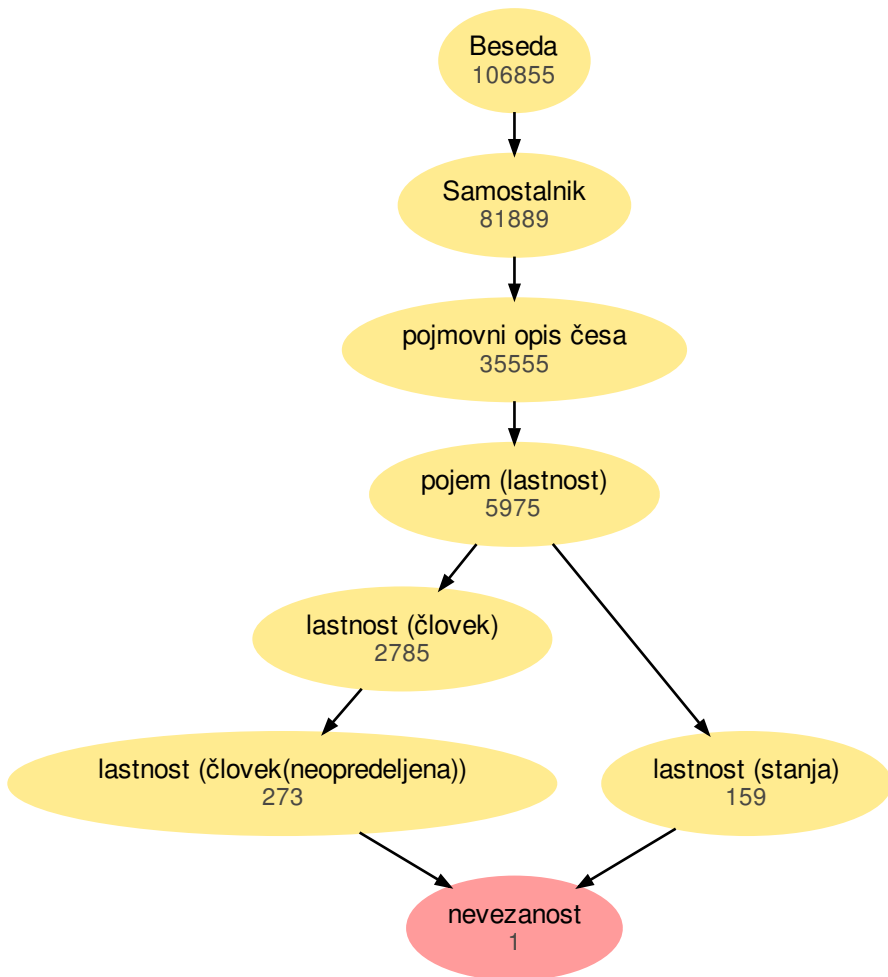 Beseda
106855
Samostalnik
81889
pojmovni opis česa
35555
pojem (lastnost)
5975
lastnost (človek)
2785
lastnost (človek(neopredeljena))
273
lastnost (stanja)
159
nevezanost
1